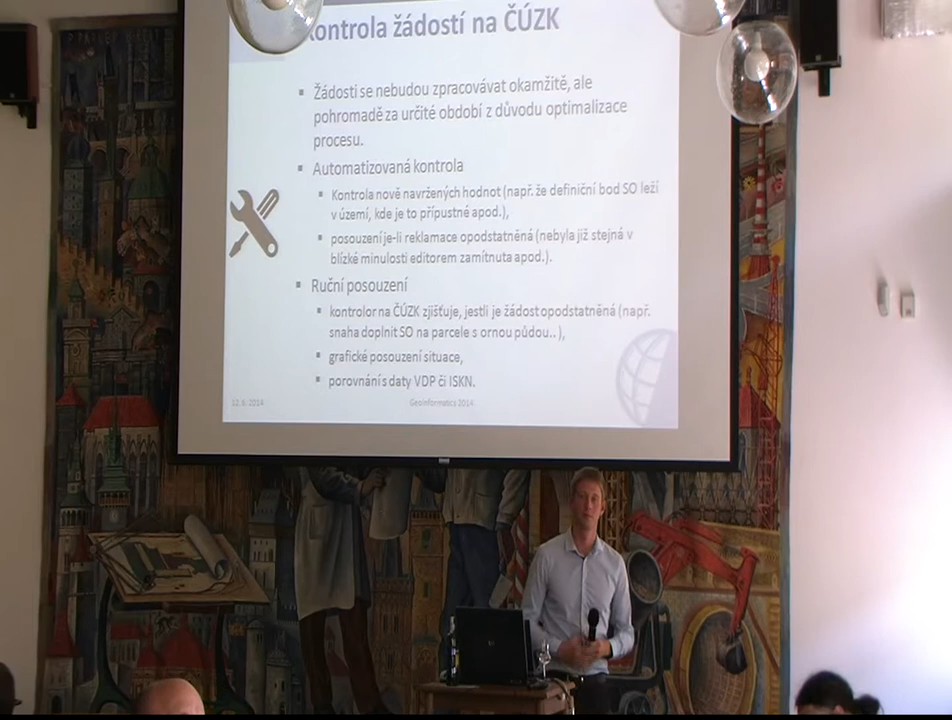 kontrola žádostí na ČÚZK
Žádosti se nebudou zpracovávat okamžitě, ale
pohromadě za určité období z důvodu optimalizace
procesu.
Automatizovaná kontrola
Kontrola nově navržených hodnot (např. že definiční bod SO leží
v území, kde je to přípustné apod.),
posouzení je-li reklamace opodstatněná (nebyla již stejná v
blízké minulosti editorem zamítnuta apod.).
Ruční posouzení
kontrolor na ČÚZK zjišťuje, jestli je žádost opodstatněná (např.
snaha doplnit SO na parcele s ornou půdou.. ),
grafické posouzení situace,
porovnání s daty VDP či ISKN.
12. 6. 2014
Geoinformatics 2014